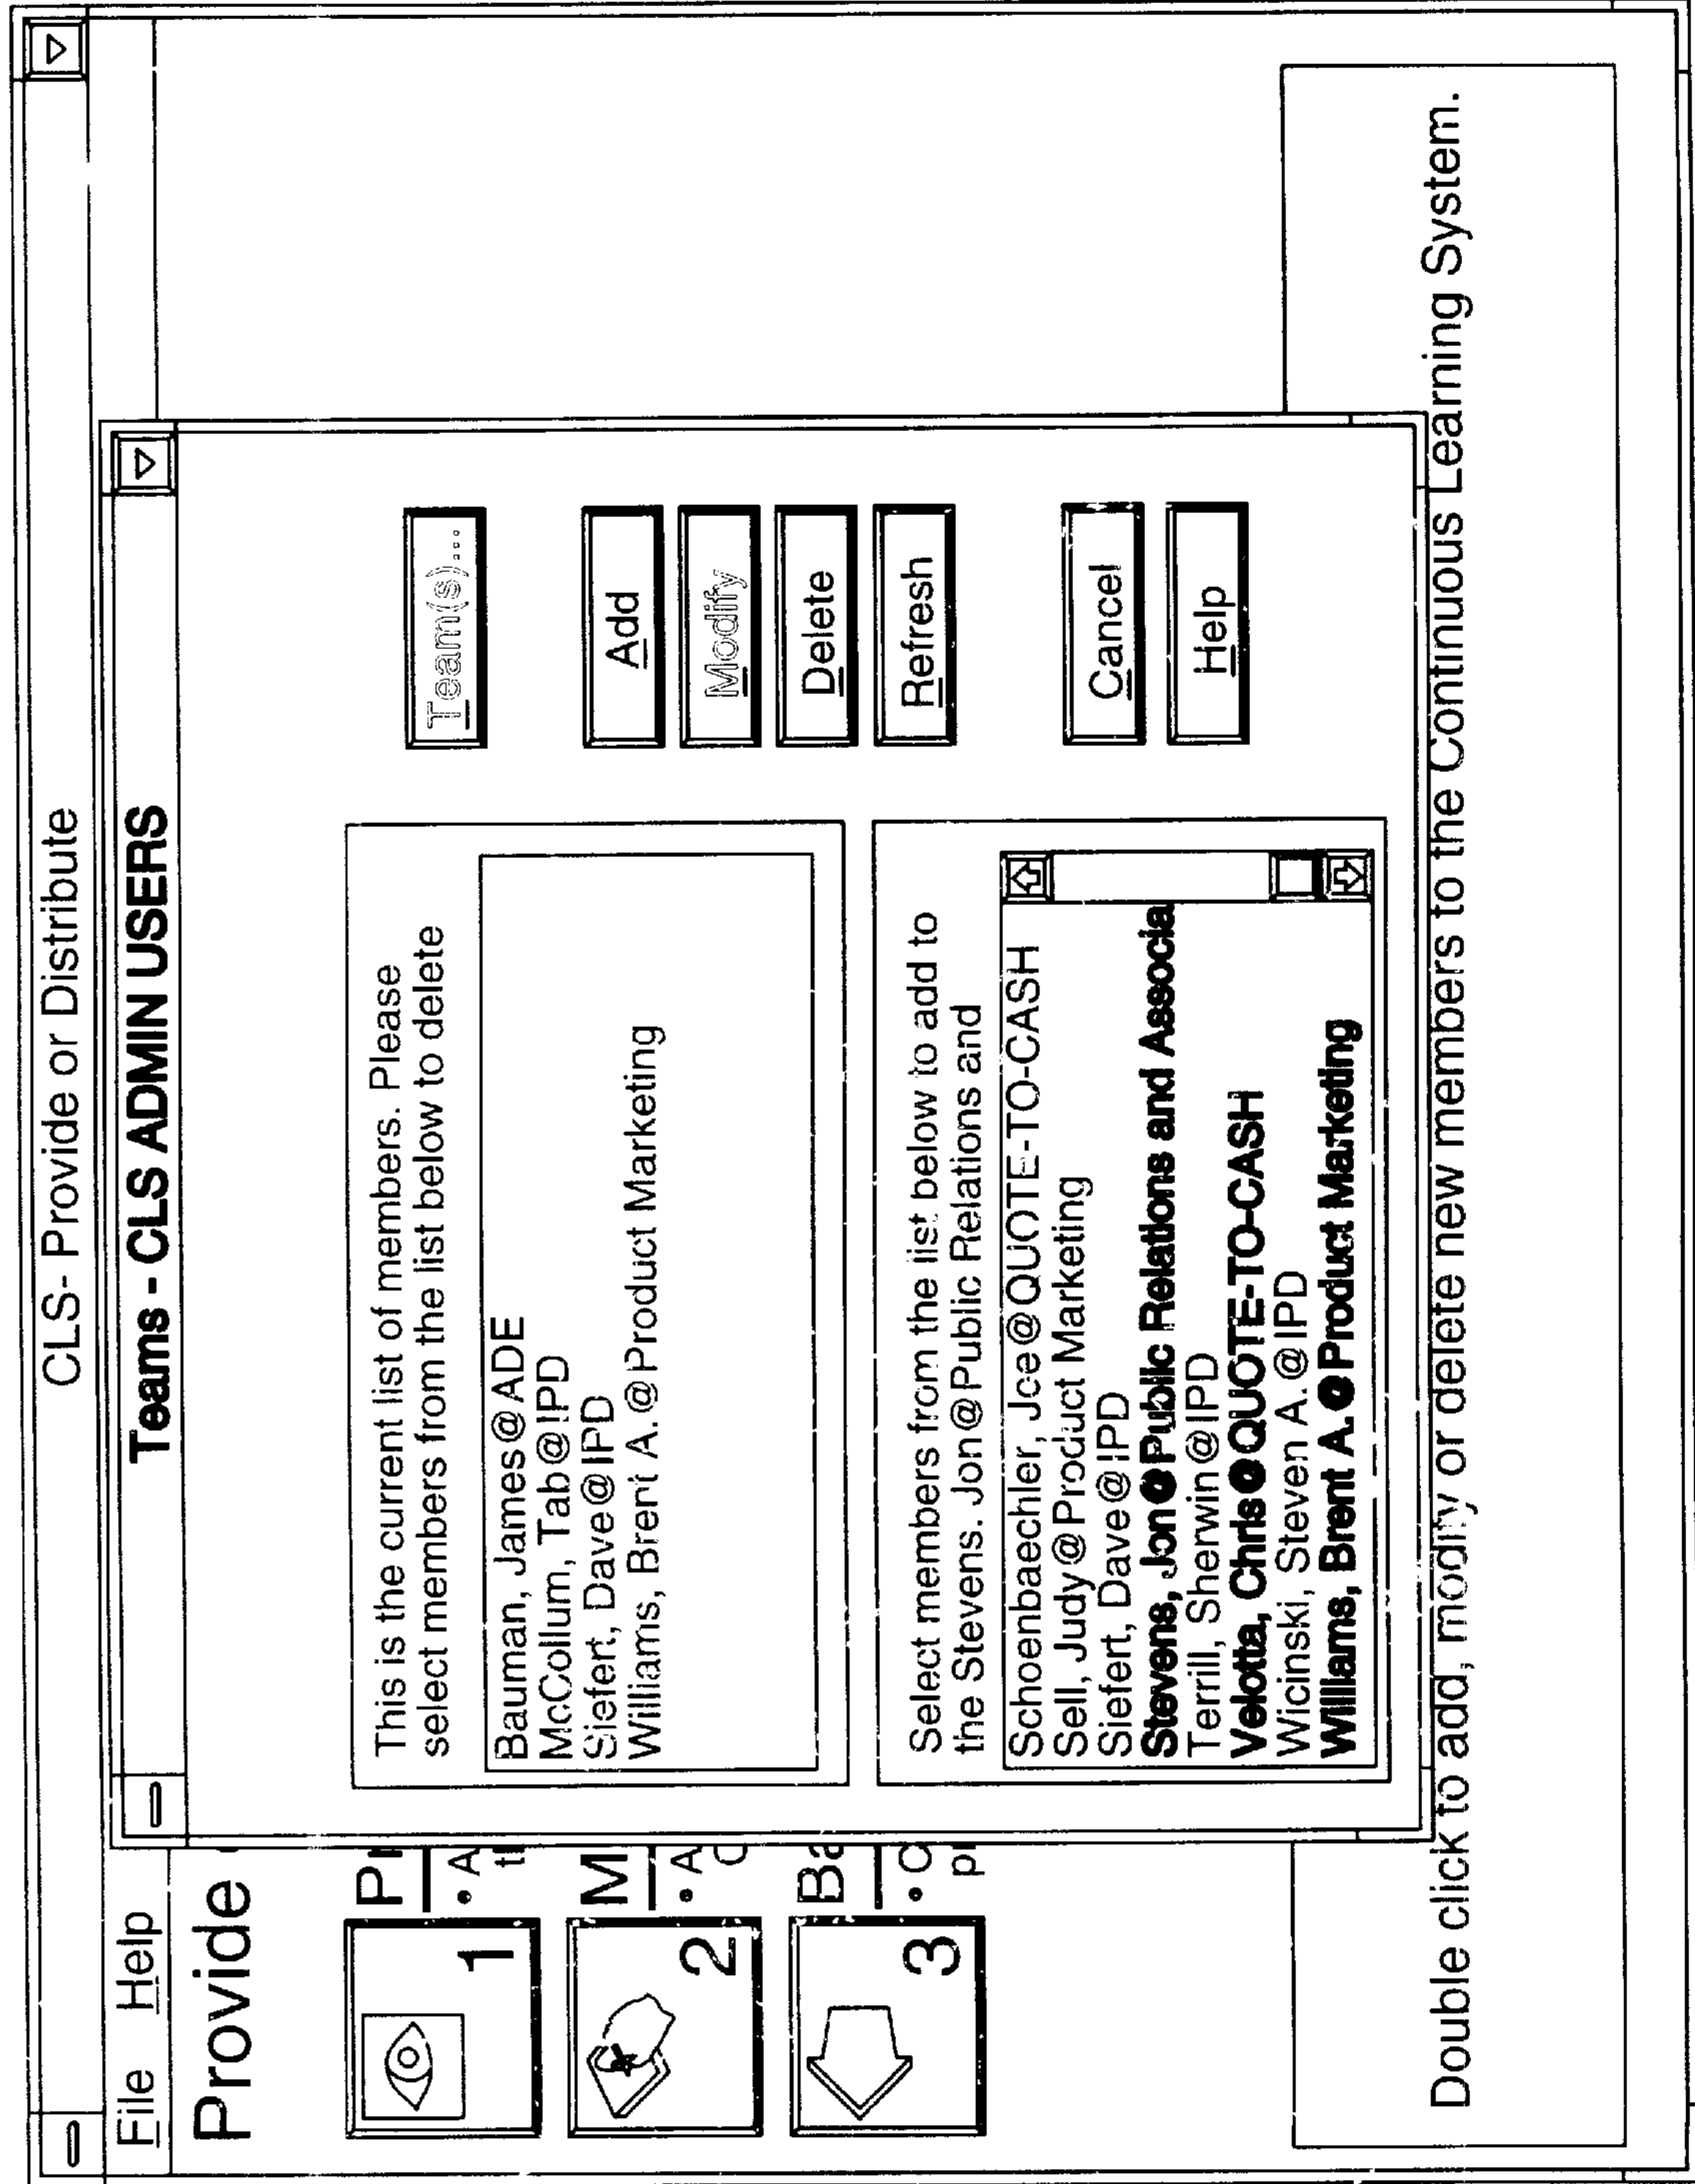 CLS- Provide or Distribute
File Help
Provide
1
P
• A
2
M
• A
3
Ba
• O
Teams - CLS ADMIN USERS
This is the current list of members. Please
select members from the list below to delete
Bauman, James@ADE
McCollum, Tab@IPD
Siefert, Dave@IPD
Williams, Brent A.@Product Marketing
Select members from the list below to add to
the Stevens. Jon@Public Relations and
Schoenbaechler, Jce@QUOTE-TO-CASH
Sell, Judy@Product Marketing
Siefert, Dave@IPD
Stevens, Jon@Public Relations and Associa
Terrill, Sherwin@IPD
Velotta, Chris@QUOTE-TO-CASH
Wicinski, Steven A.@IPD
Williams, Brent A.@Product Marketing
Team(s)...
Add
Modify
Delete
Refresh
Cancel
Help
Double click to add, modify or delete new members to the Continuous Learning System.